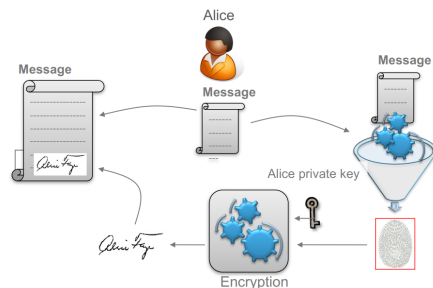 Alice
Message
Message
Message
Alice private key
Encryption